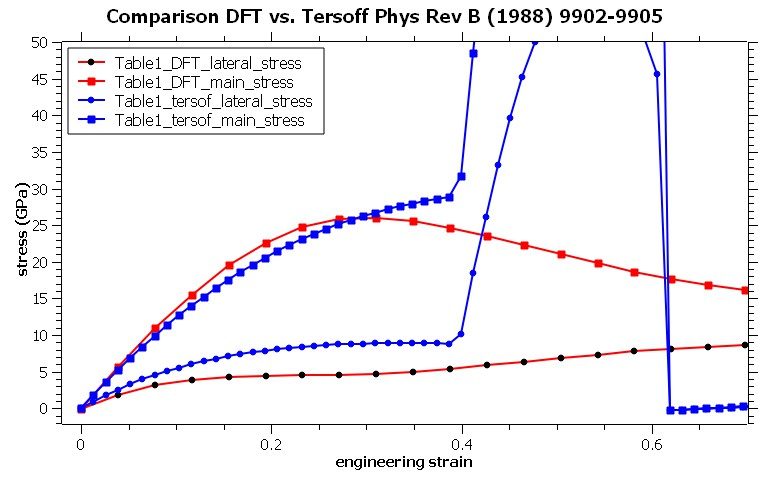 Comparison DFT vs. Tersoff Phys Rev B (1988) 9902-9905
Table1_DFT_lateral_stress
Table1_DFT_main_stress
Table1_tersof_lateral_stress
Table1_tersof_main_stress
stress (GPa)
50
45
40
35
30
25
20
15
10
5
0
0
0.2
0.4
0.6
engineering strain